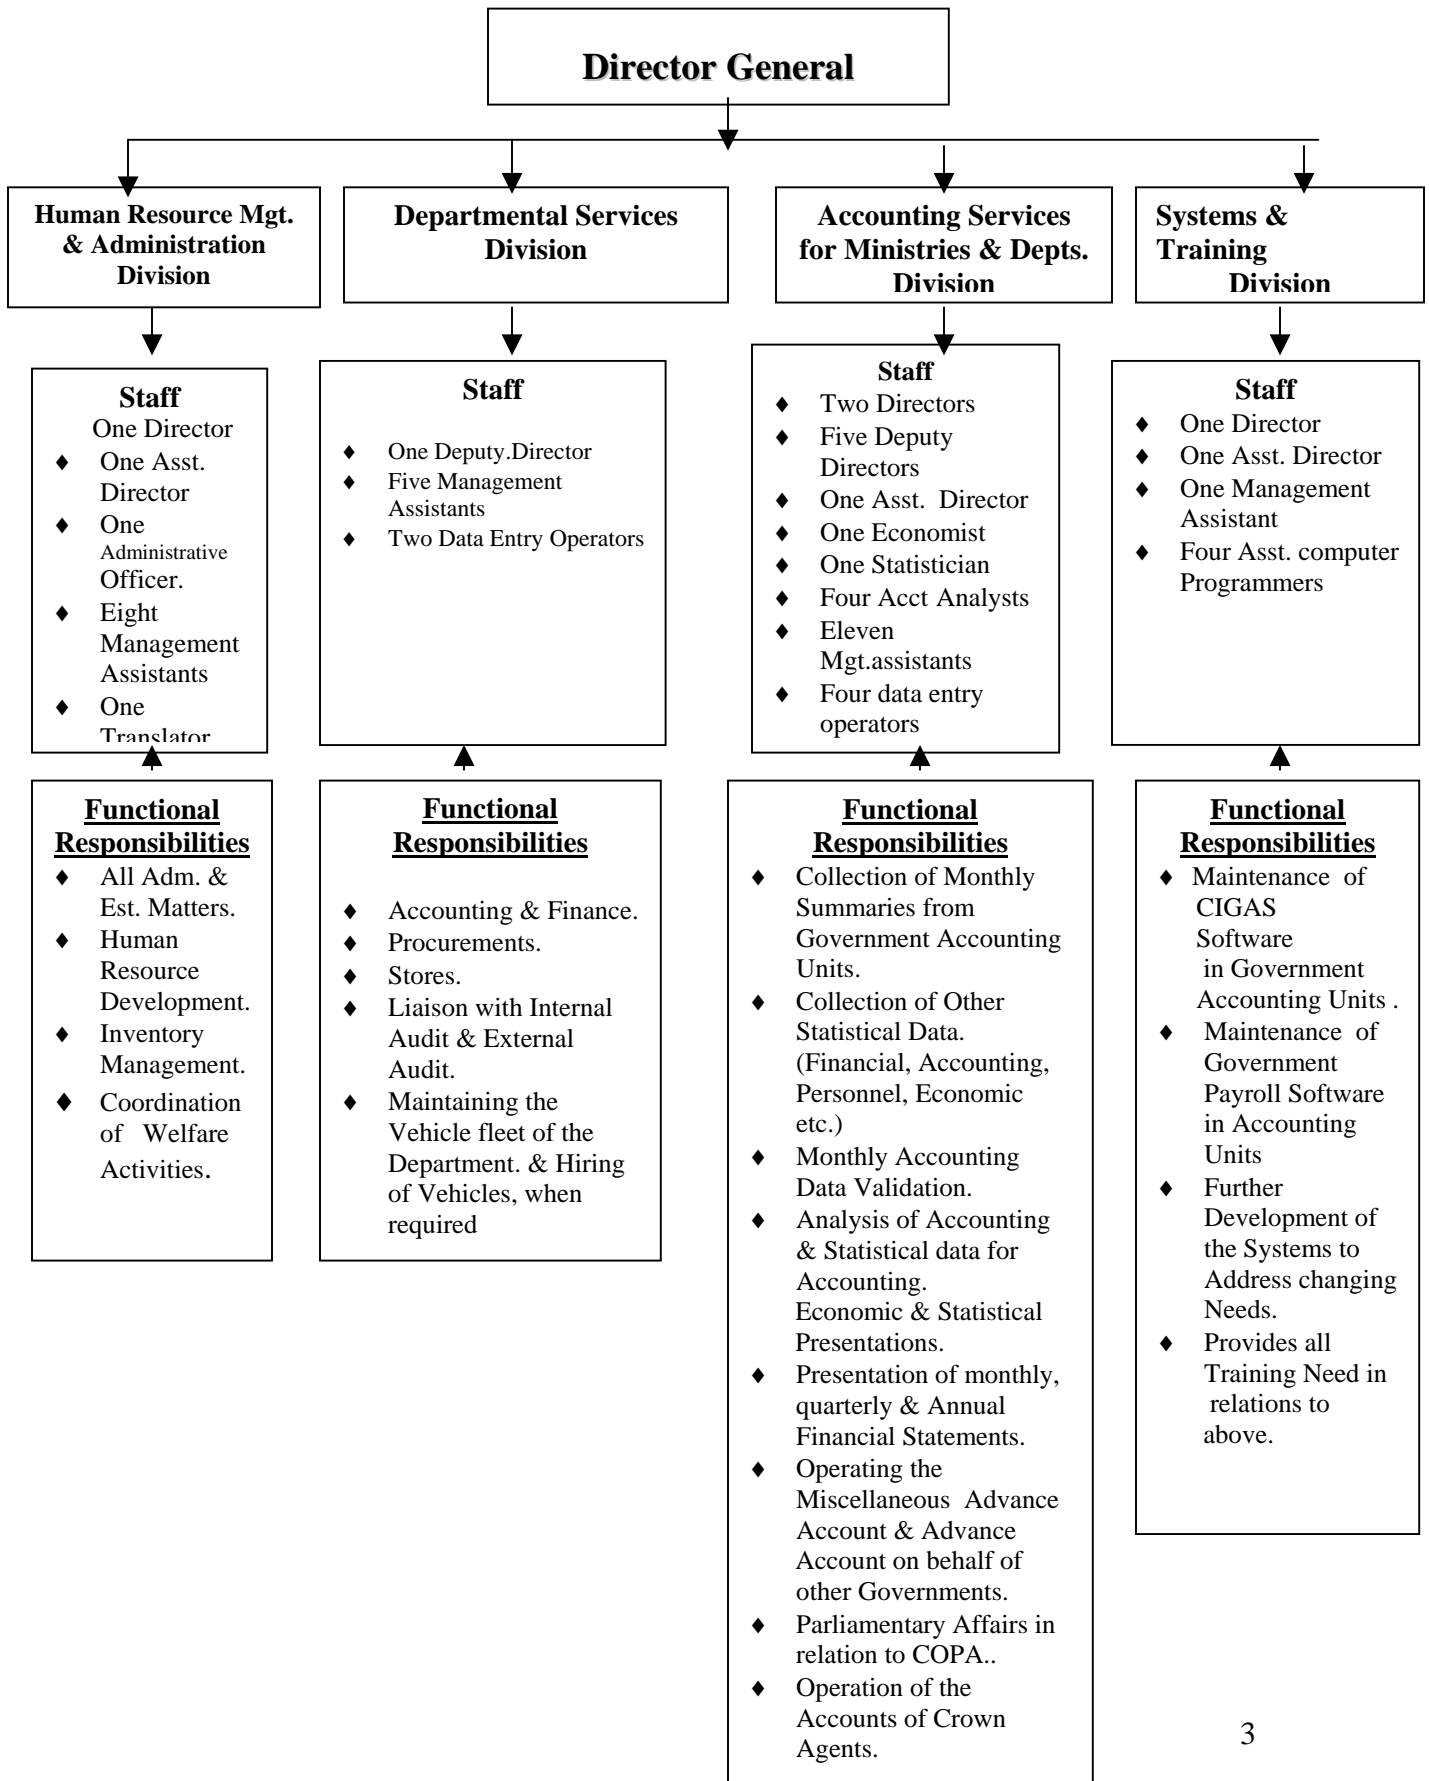 Director General
Human Resource Mgt.
& Administration
Division
Departmental Services
Division
Accounting Services
for Ministries & Depts.
Division
Systems &
Training
Division
Staff
One Director
♦ One Asst.
Director
♦ One
Administrative
Officer.
♦ Eight
Management
Assistants
♦ One
Translator
Staff
♦ One Deputy.Director
♦ Five Management
Assistants
♦ Two Data Entry Operators
Staff
♦ Two Directors
♦ Five Deputy
Directors
♦ One Asst. Director
♦ One Economist
♦ One Statistician
♦ Four Acct Analysts
♦ Eleven
Mgt.assistants
♦ Four data entry
operators
Staff
♦ One Director
♦ One Asst. Director
♦ One Management
Assistant
♦ Four Asst. computer
Programmers
Functional
Responsibilities
♦ All Adm. &
Est. Matters.
♦ Human
Resource
Development.
♦ Inventory
Management.
♦ Coordination
of Welfare
Activities.
Functional
Responsibilities
♦ Accounting & Finance.
♦ Procurements.
♦ Stores.
♦ Liaison with Internal
Audit & External
Audit.
♦ Maintaining the
Vehicle fleet of the
Department. & Hiring
of Vehicles, when
required
Functional
Responsibilities
♦ Collection of Monthly
Summaries from
Government Accounting
Units.
♦ Collection of Other
Statistical Data.
(Financial, Accounting,
Personnel, Economic
etc.)
♦ Monthly Accounting
Data Validation.
♦ Analysis of Accounting
& Statistical data for
Accounting.
Economic & Statistical
Presentations.
♦ Presentation of monthly,
quarterly & Annual
Financial Statements.
♦ Operating the
Miscellaneous Advance
Account & Advance
Account on behalf of
other Governments.
♦ Parliamentary Affairs in
relation to COPA..
♦ Operation of the
Accounts of Crown
Agents.
Functional
Responsibilities
♦ Maintenance of
CIGAS
Software
in Government
Accounting Units .
♦ Maintenance of
Government
Payroll Software
in Accounting
Units
♦ Further
Development of
the Systems to
Address changing
Needs.
♦ Provides all
Training Need in
relations to
above.
3